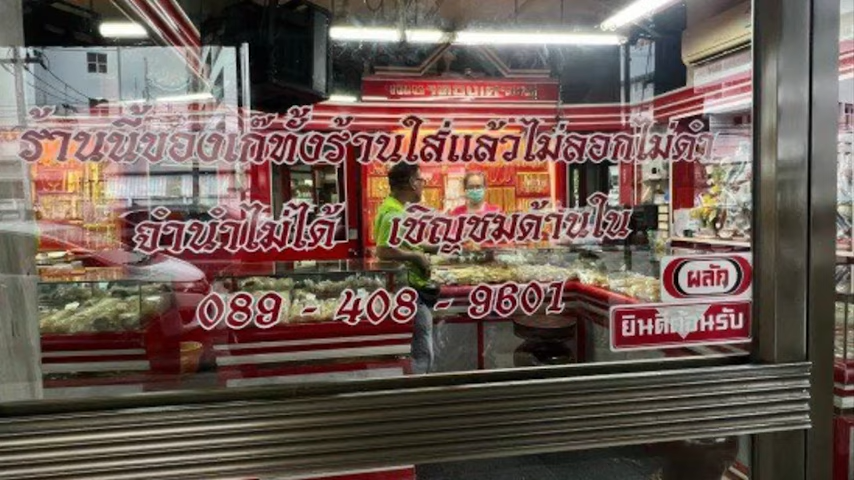 ร้านนี้ของเก๊ทั้งร้านใส่แล้วไม่ลอกไม่ดำ
จำนำไม่ได้ เชิญชมด้านใน
089 - 408 - 9601
ผลัก
ยินดีต้อนรับ